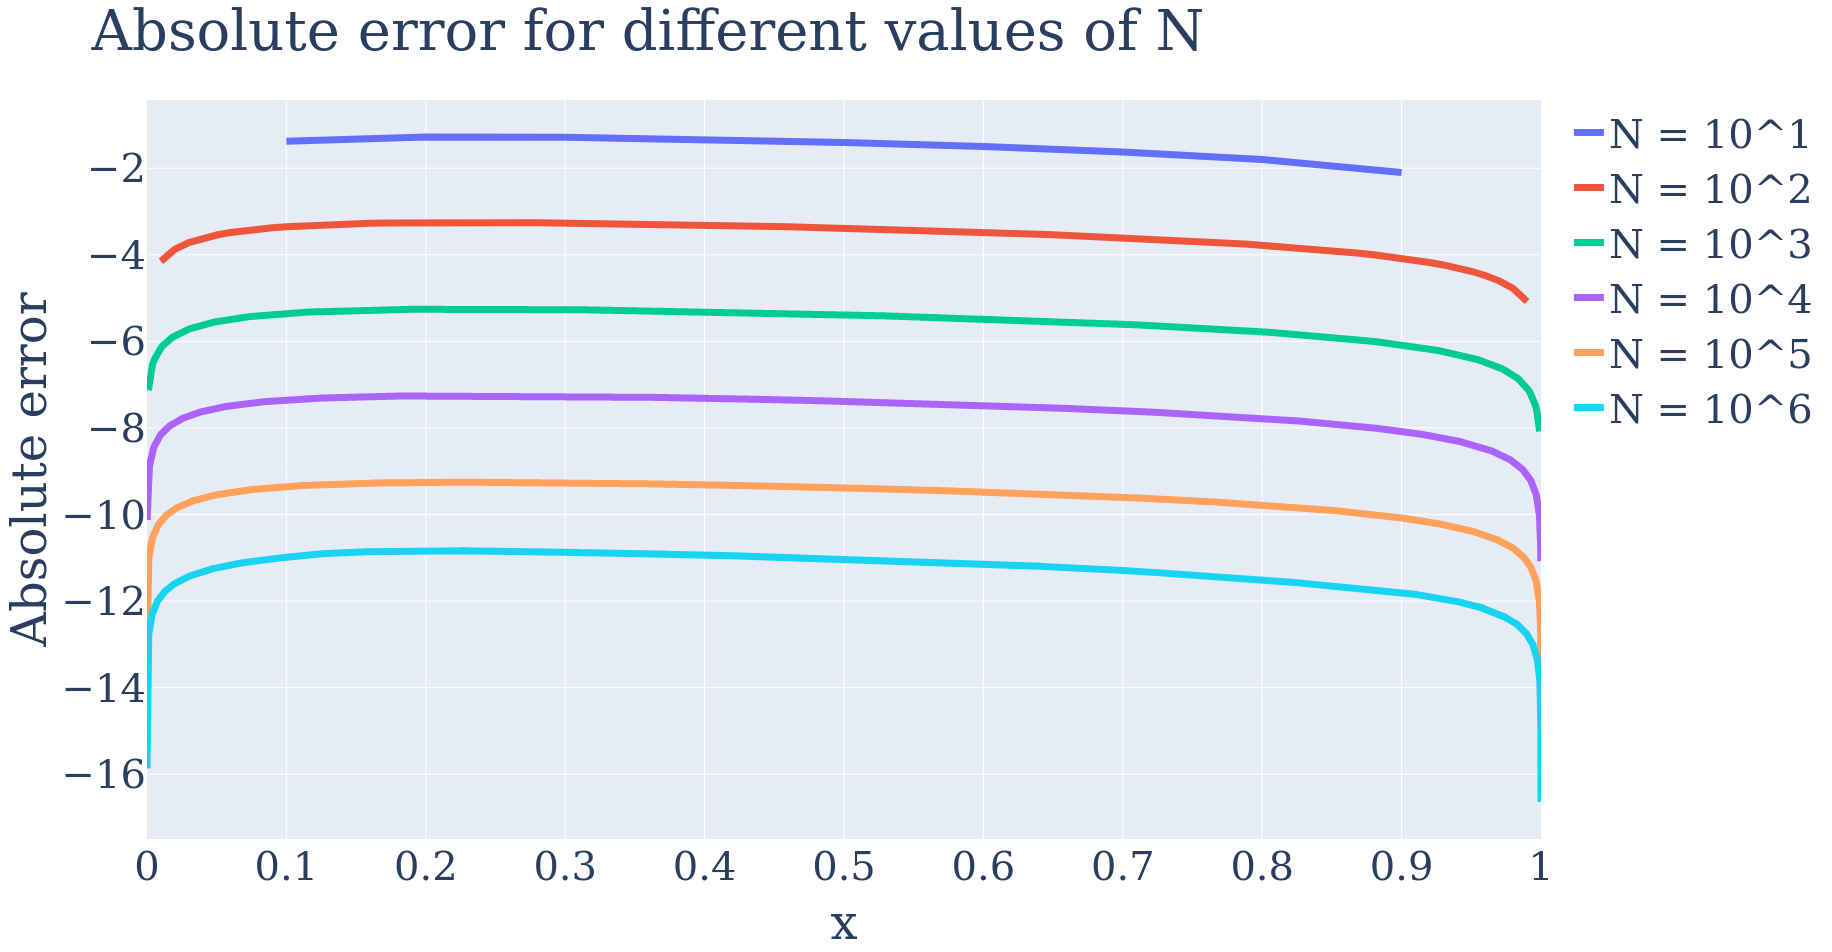 Absolute error for different values of N
N = 10^1
N = 10^2
N = 10^3
N = 10^4
N = 10^5
N = 10^6
Absolute error
−2
−4
−6
−8
−10
−12
−14
−16
0 0.1 0.2 0.3 0.4 0.5 0.6 0.7 0.8 0.9 1
x